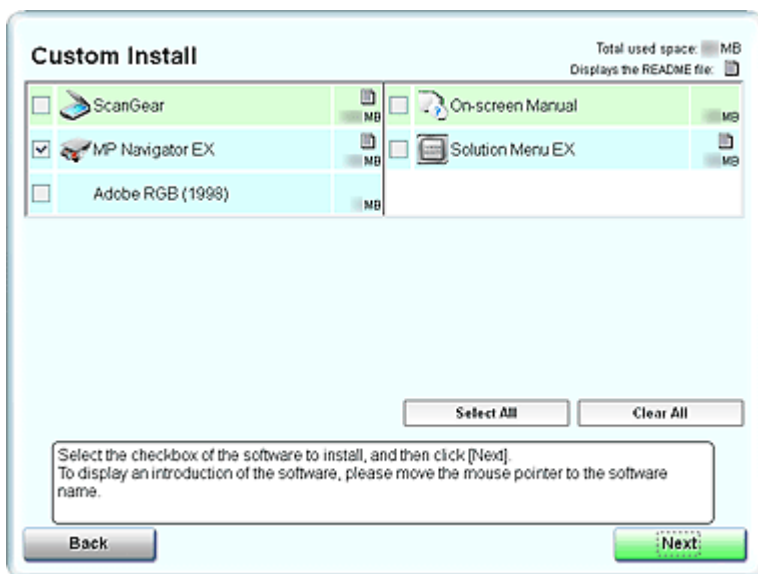 Custom Install
Total used space: MB
Displays the README file:
ScanGear
MB
On-screen Manual
MB
MP Navigator EX
MB
Solution Menu EX
MB
Adobe RGB (1998)
MB
Select All
Clear All
Select the checkbox of the software to install, and then click [Next].
To display an introduction of the software, please move the mouse pointer to the software
name.
Back
Next